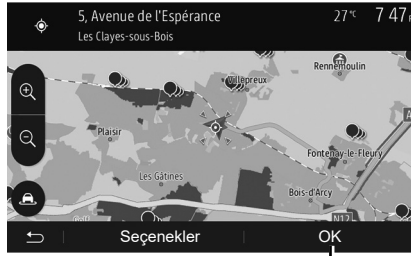 5, Avenue de l'Espérance
27 °C
7 47
Les Clayes-sous-Bois
Rennemoulin
Villepreux
Plaisir
Fontenay-le-Fleury
Les Gâtines
Bois-d'Arcy
N12
Seçenekler
OK